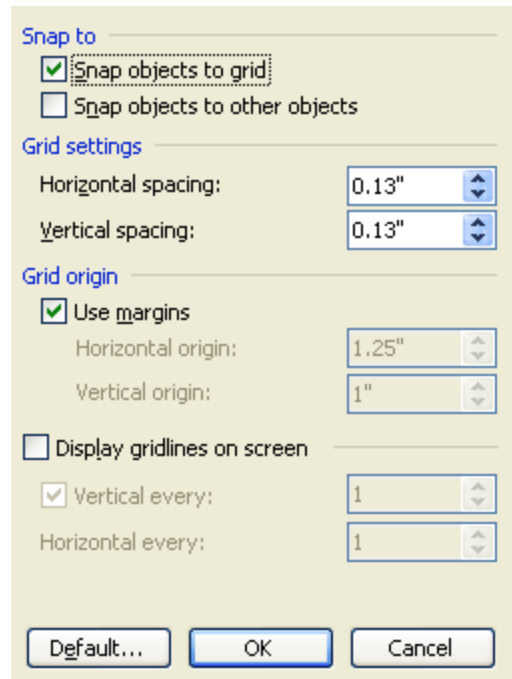 Snap to
Snap objects to grid
Snap objects to other objects
Grid settings
Horizontal spacing: 0.13"
Vertical spacing: 0.13"
Grid origin
Use margins
Horizontal origin: 1.25"
Vertical origin: 1"
Display gridlines on screen
Vertical every: 1
Horizontal every: 1
Default... OK Cancel